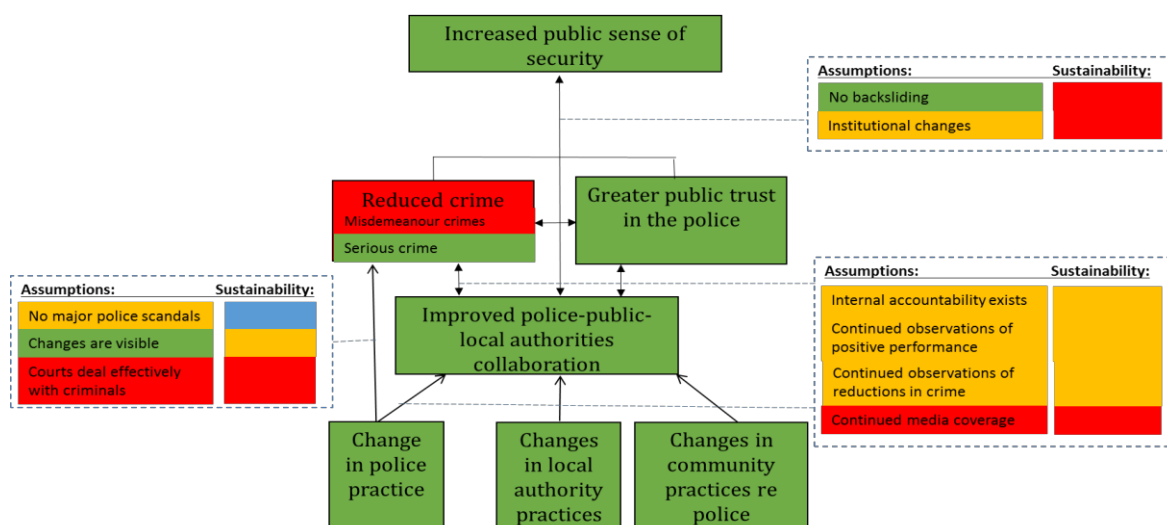 Increased public sense of
security
Assumptions: Sustainability:
No backsliding
Institutional changes
Reduced crime
Misdemeanour crimes
Serious crime
Greater public trust
in the police
Assumptions: Sustainability:
No major police scandals
Changes are visible
Courts deal effectively
with criminals
Improved police-public-
local authorities
collaboration
Assumptions: Sustainability:
Internal accountability exists
Continued observations of
positive performance
Continued observations of
reductions in crime
Continued media coverage
Change
in police
practice
Changes
in local
authority
practices
Changes in
community
practices re
police